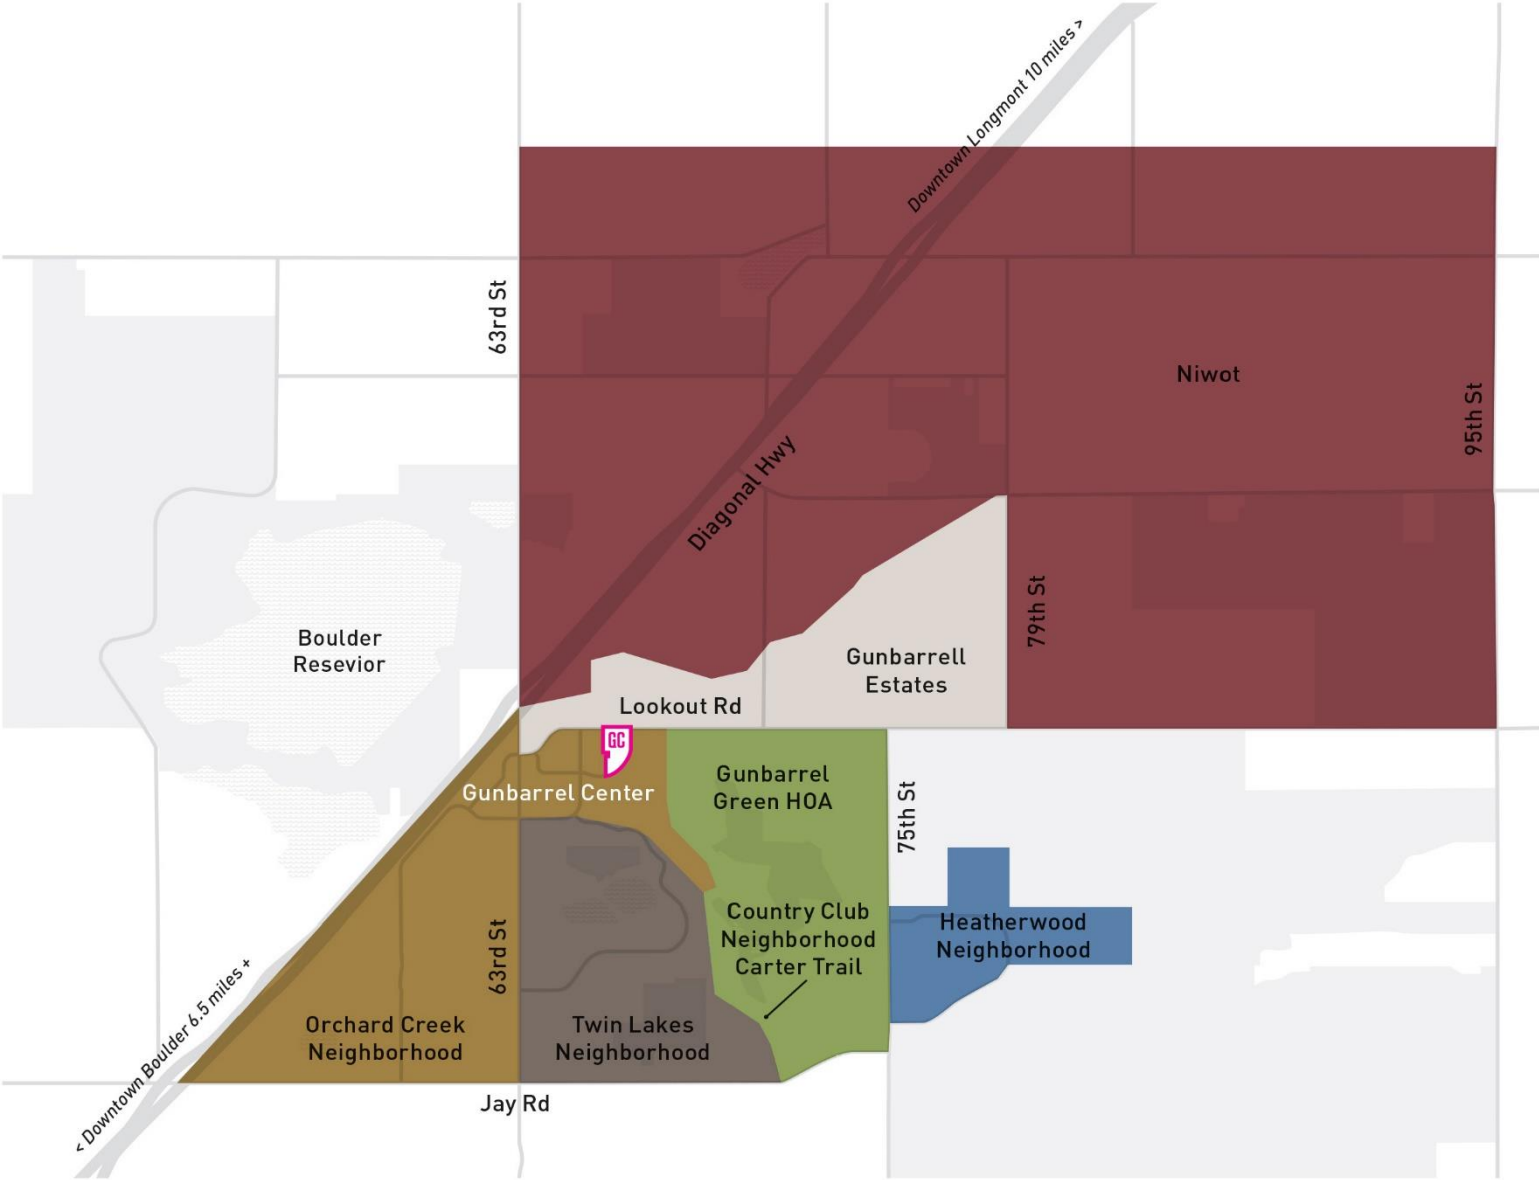 Downtown Longmont 10 miles >
63rd St
Niwot
95th St
Diagonal Hwy
79th St
Boulder
Resevior
Gunbarrell
Estates
Lookout Rd
GC
Gunbarrel Center
Gunbarrel
Green HOA
75th St
Country Club
Neighborhood
Carter Trail
Heatherwood
Neighborhood
63rd St
Orchard Creek
Neighborhood
Twin Lakes
Neighborhood
< Downtown Boulder 6.5 miles +
Jay Rd